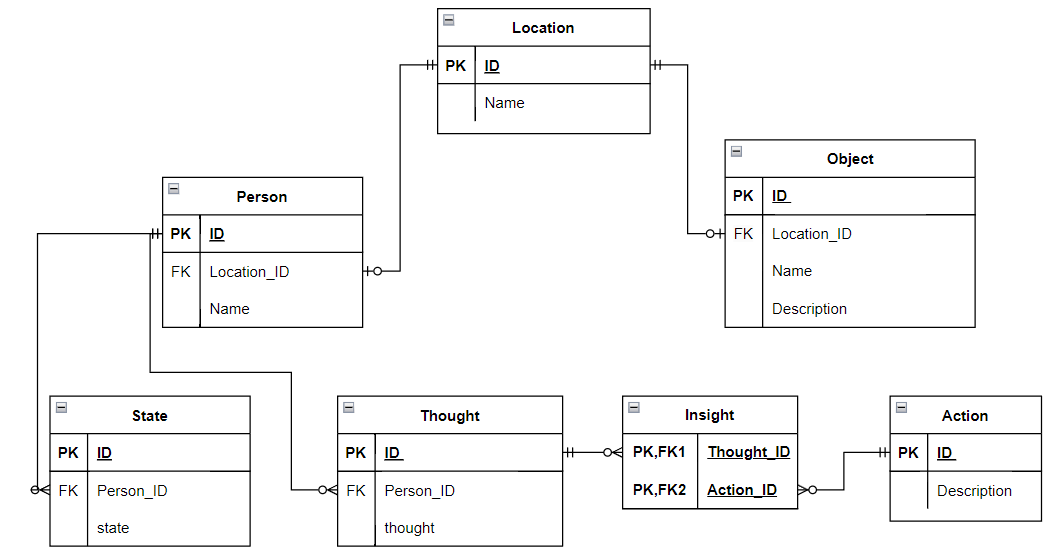 Location
PK ID
Name
Object
PK ID
FK Location_ID
Name
Description
Person
PK ID
FK Location_ID
Name
State
PK ID
FK Person_ID
state
Thought
PK ID
FK Person_ID
thought
Insight
PK,FK1 Thought_ID
PK,FK2 Action_ID
Action
PK ID
Description